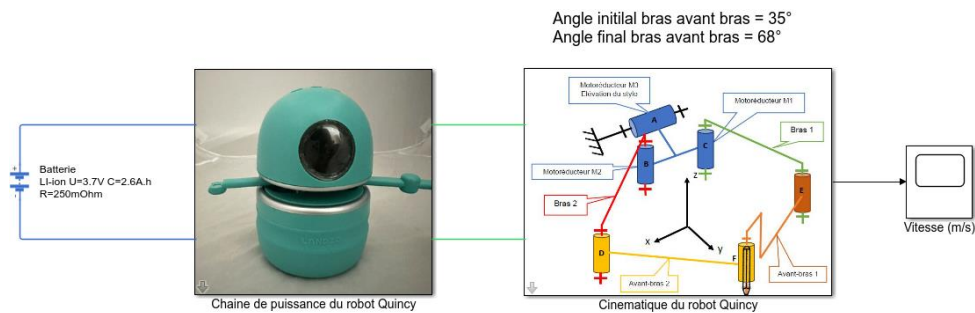 Angle initilal bras avant bras = 35°
Angle final bras avant bras = 68°
Batterie
LI-ion U=3.7V C=2.6A.h
R=250mOhm
Motoréducteur M3
Elévation du stylo
Motoréducteur M1
A
Bras 1
C
B
Motoréducteur M2
z
E
Bras 2
x
y
D
F
Avant-bras 1
Avant-bras 2
Vitesse (m/s)
Chaine de puissance du robot Quincy
Cinematique du robot Quincy